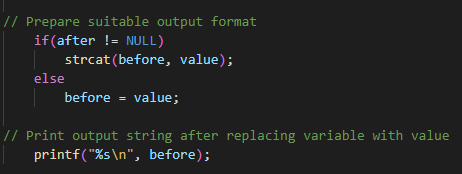 // Prepare suitable output format
if(after != NULL)
strcat(before, value);
else
before = value;
// Print output string after replacing variable with value
printf("%s\n", before);